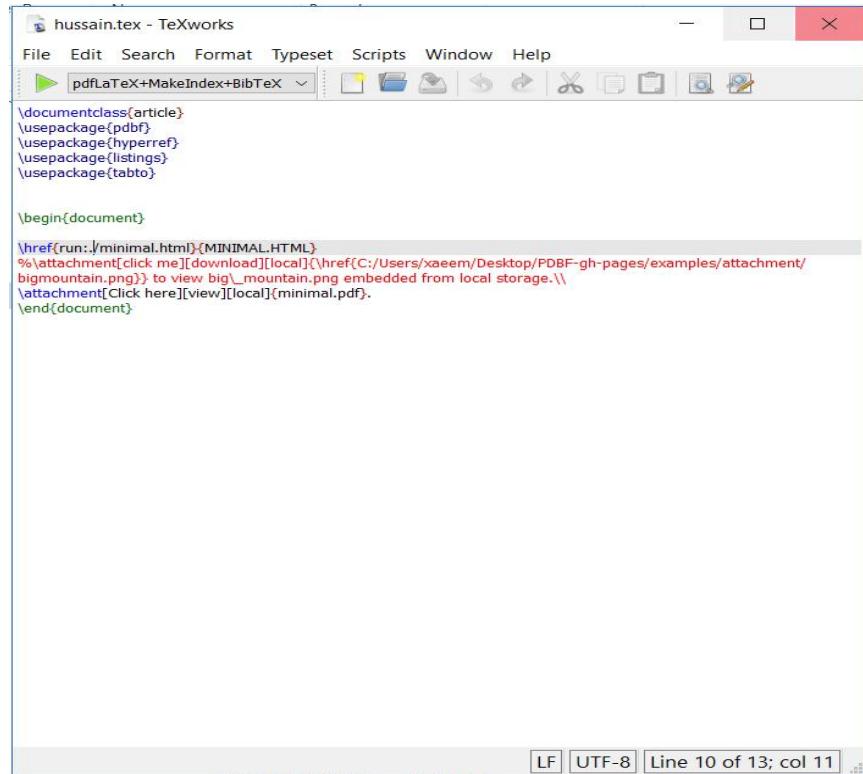 hussain.tex - TeXworks
File Edit Search Format Typeset Scripts Window Help
pdfLaTeX+MakeIndex+BibTeX
\documentclass{article}
\usepackage{pdbf}
\usepackage{hyperref}
\usepackage{listings}
\usepackage{tabto}
\begin{document}
\href{run:./minimal.html}{MINIMAL.HTML}
%\attachment[click me][download][local]{\href{C:/Users/xaeem/Desktop/PDBF-gh-pages/examples/attachment/
bigmountain.png}} to view big\_mountain.png embedded from local storage.\\
\attachment[Click here][view][local]{minimal.pdf}.
\end{document}
LF UTF-8 Line 10 of 13; col 11